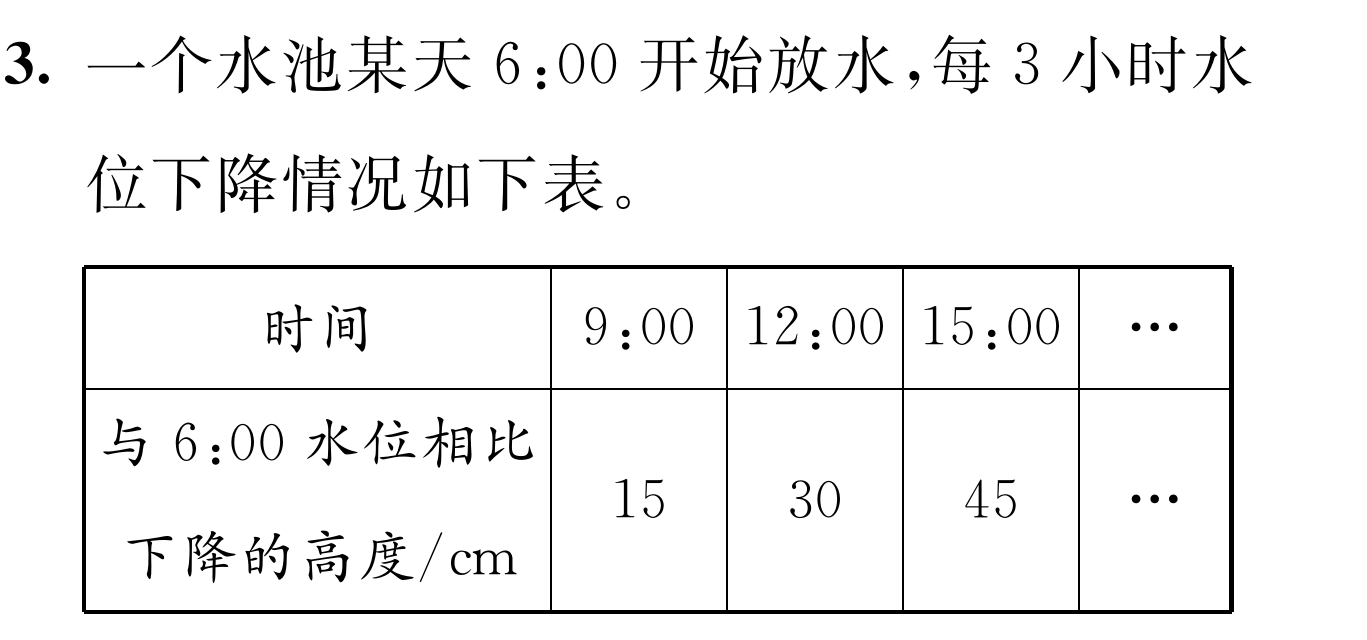 3. 一个水池某天 6:00 开始放水,每 3 小时水
位下降情况如下表。
时间 9:00 12:00 15:00 …
与 6:00 水位相比
下降的高度/cm 15 30 45 …